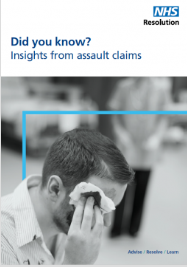 NHS
Resolution
Did you know?
Insights from assault claims
Advise / Resolve / Learn